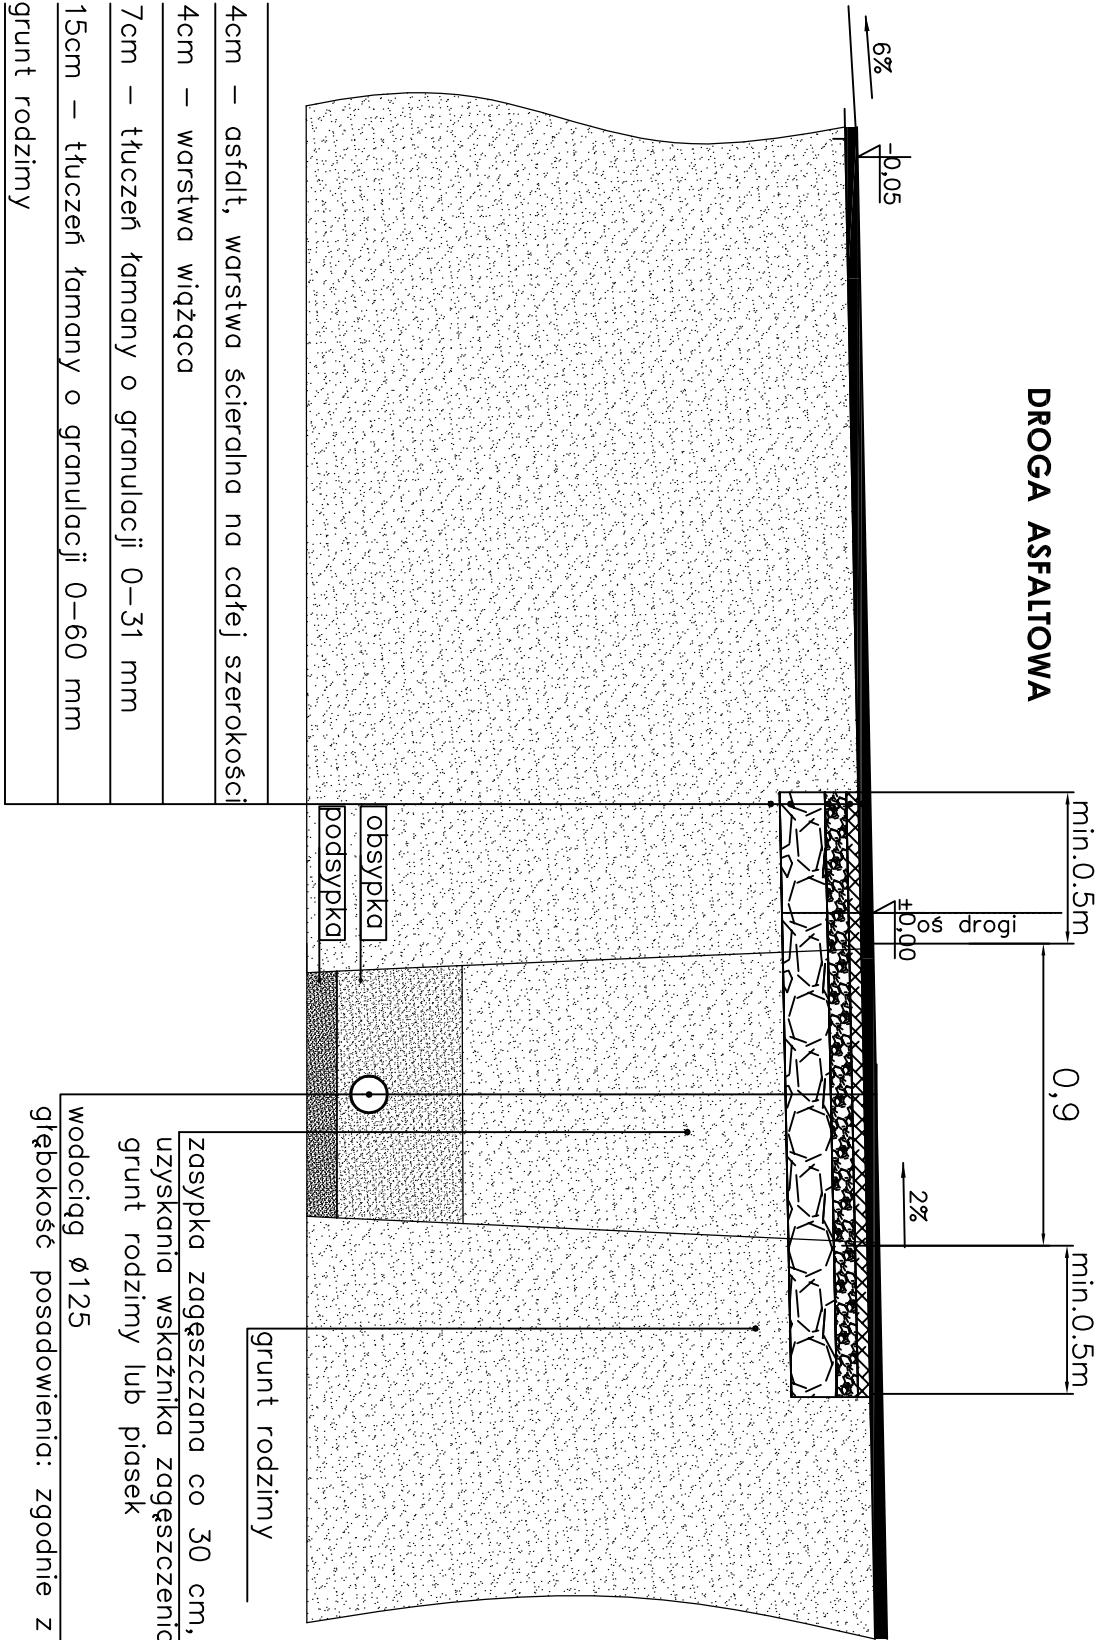 DROGA ASFALTOWA
min.0.5m
0,9
min.0.5m
6%
-0,05
±0,00
oś drogi
2%
obsypka
podsypka
4cm – asfalt, warstwa ścieralna na całej szerokości
4cm – warstwa wiążąca
7cm – tłuczeń łamany o granulacji 0–31 mm
15cm – tłuczeń łamany o granulacji 0–60 mm
grunt rodzimy
grunt rodzimy
zasypka zagęszczana co 30 cm,
uzyskania wskaźnika zagęszczenia
grunt rodzimy lub piasek
wodociąg ø125
głębokość posadowienia: zgodnie z